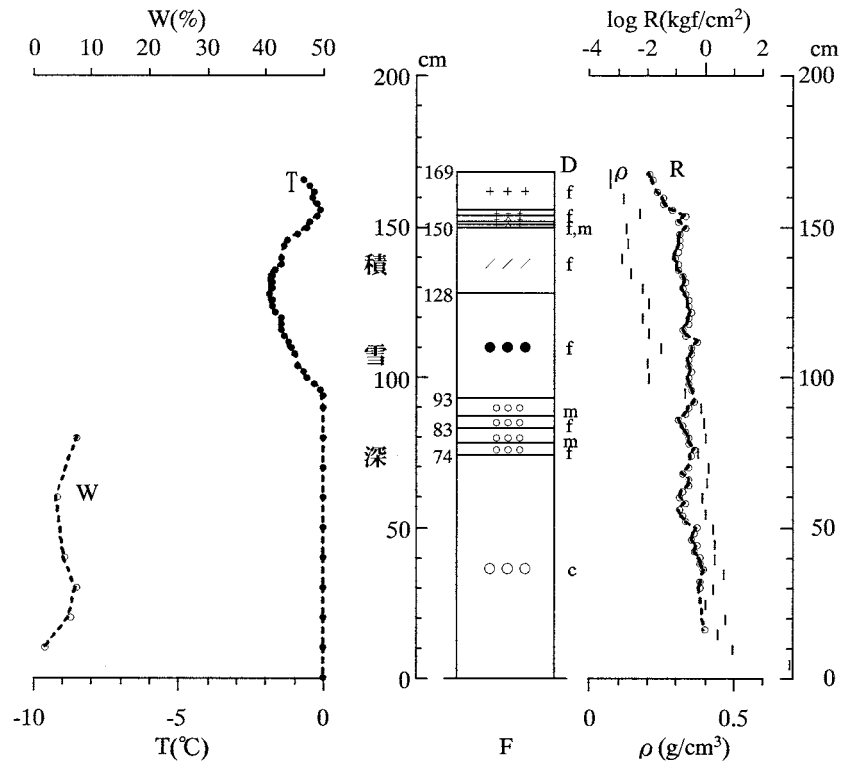 W(%)
0 10 20 30 40 50
log R(kgf/cm²)
-4 -2 0 2
cm
cm
200
200
169
D
ρ
R
T
f
f
150
150
f,m
150
積
f
128
雪
f
100
100
93
m
83
f
m
深
74
f
W
50
50
c
0
0
-10 -5 0
T(℃)
F
0 0.5
ρ (g/cm³)